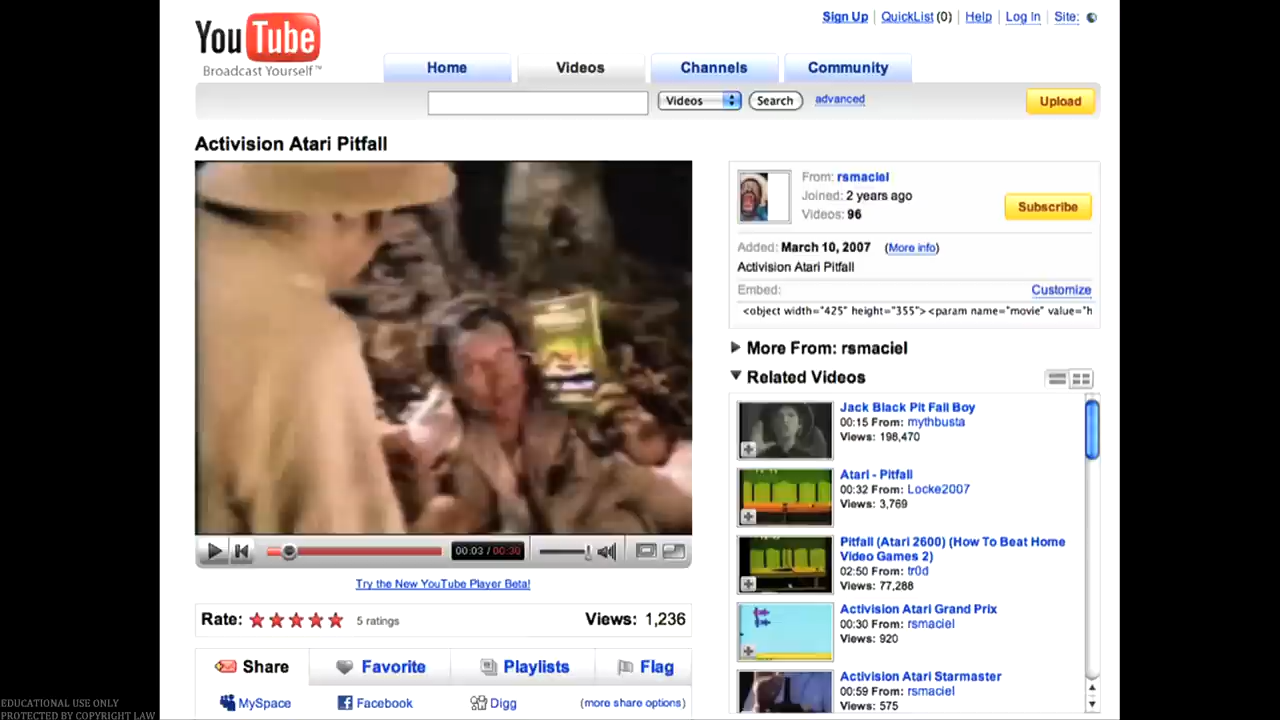 Sign Up | QuickList (0) | Help | Log In | Site:
You Tube
Broadcast Yourself™
Home
Videos
Channels
Community
Videos
Search
advanced
Upload
Activision Atari Pitfall
From: rsmaciel
Joined: 2 years ago
Videos: 96
Subscribe
Added: March 10, 2007 (More info)
Activision Atari Pitfall
Embed:
Customize
<object width="425" height="355"><param name="movie" value="h
More From: rsmaciel
Related Videos
Jack Black Pit Fall Boy
00:15 From: mythbusta
Views: 198,470
Atari - Pitfall
00:32 From: Locke2007
Views: 3,769
Pitfall (Atari 2600) (How To Beat Home
Video Games 2)
02:50 From: tr0d
Views: 77,288
Activision Atari Grand Prix
00:30 From: rsmaciel
Views: 920
Activision Atari Starmaster
00:59 From: rsmaciel
Views: 575
00:03 / 00:30
Try the New YouTube Player Beta!
Rate:
5 ratings
Views: 1,236
Share
Favorite
Playlists
Flag
MySpace
Facebook
Digg
(more share options)
EDUCATIONAL USE ONLY
PROTECTED BY COPYRIGHT LAW